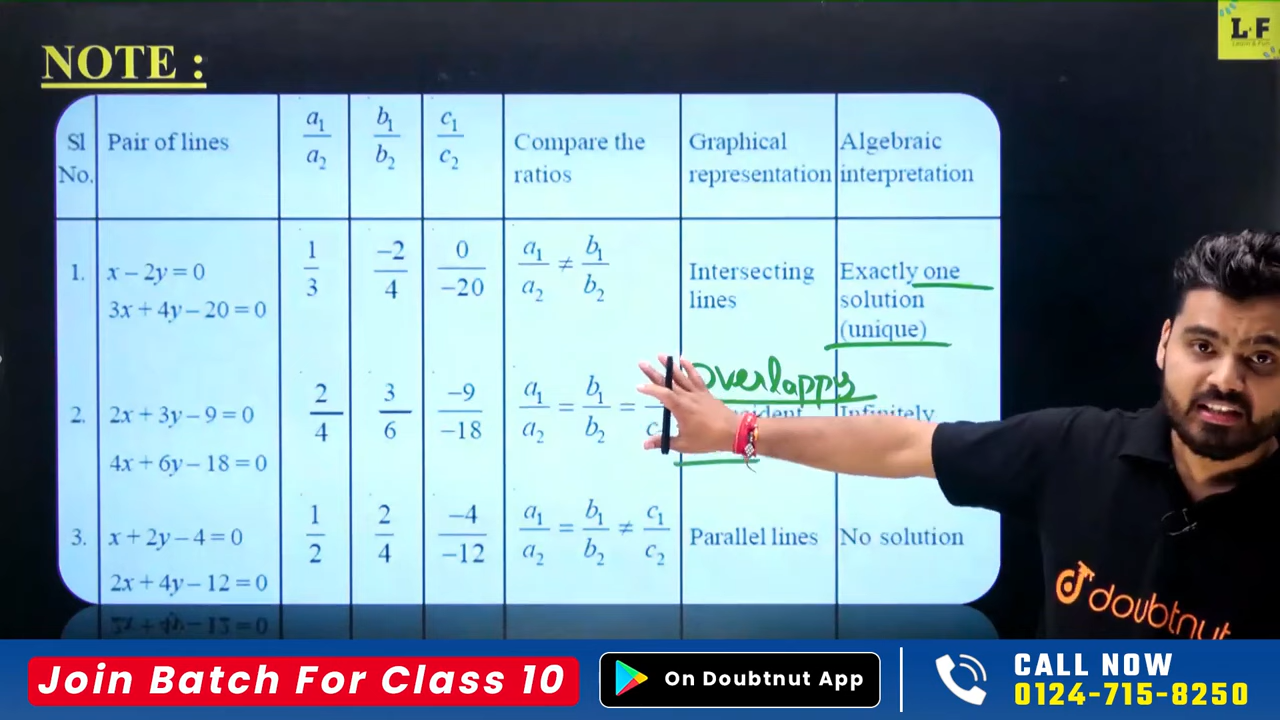 L F
NOTE :
Sl No. Pair of lines a₁/a₂ b₁/b₂ c₁/c₂ Compare the ratios Graphical representation Algebraic interpretation
1. x – 2y = 0 1/3 –2/4 0/–20 a₁/a₂ ≠ b₁/b₂ Intersecting lines Exactly one solution (unique)
3x + 4y – 20 = 0
Overlapps
2. 2x + 3y – 9 = 0 2/4 3/6 –9/–18 a₁/a₂ = b₁/b₂ = Infinitely
4x + 6y – 18 = 0
3. x + 2y – 4 = 0 1/2 2/4 –4/–12 a₁/a₂ = b₁/b₂ ≠ c₁/c₂ Parallel lines No solution
2x + 4y – 12 = 0
doubtnut
Join Batch For Class 10
On Doubtnut App
CALL NOW
0124-715-8250